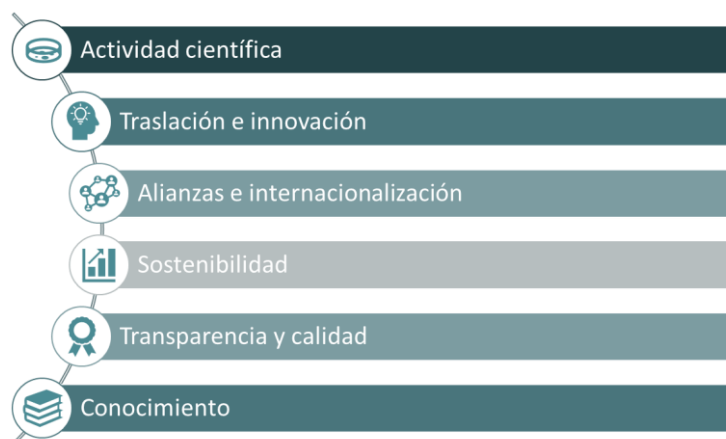 Actividad científica
Traslación e innovación
Alianzas e internacionalización
Sostenibilidad
Transparencia y calidad
Conocimiento